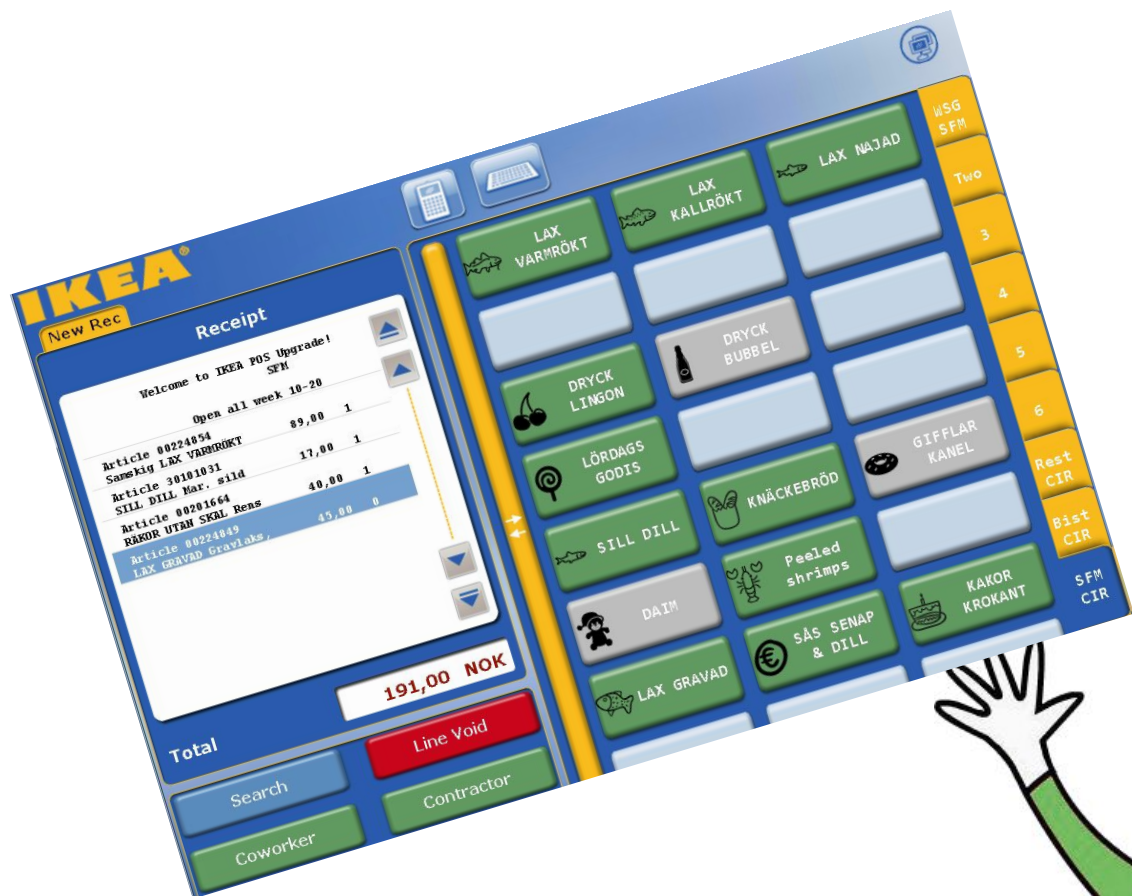 IKEA®
New Rec
Receipt
Welcome to IKEA POS Upgrade!
SFM
Open all week 10-20
Article 00224854
Samskig LAX VARMRÖKT 89,00 1
Article 30101031
SILL DILL Mar. sild 17,00 1
Article 00201664
RÄKOR UTAN SKAL Rens 40,00 1
Article 00224849
LAX GRAVAD Gravlaks, 45,00 0
191,00 NOK
Total
Search
Line Void
Coworker
Contractor
LAX
VARMRÖKT
LAX
KALLRÖKT
LAX NAJAD
DRYCK
LINGON
DRYCK
BUBBEL
LÖRDAGS
GODIS
GIFFLAR
KANEL
SILL DILL
KNÄCKEBRÖD
DAIM
Peeled
shrimps
LAX GRAVAD
SÅS SENAP
& DILL
KAKOR
KROKANT
WSG
SFM
Two
3
4
5
6
Rest
CIR
Bist
CIR
SFM
CIR